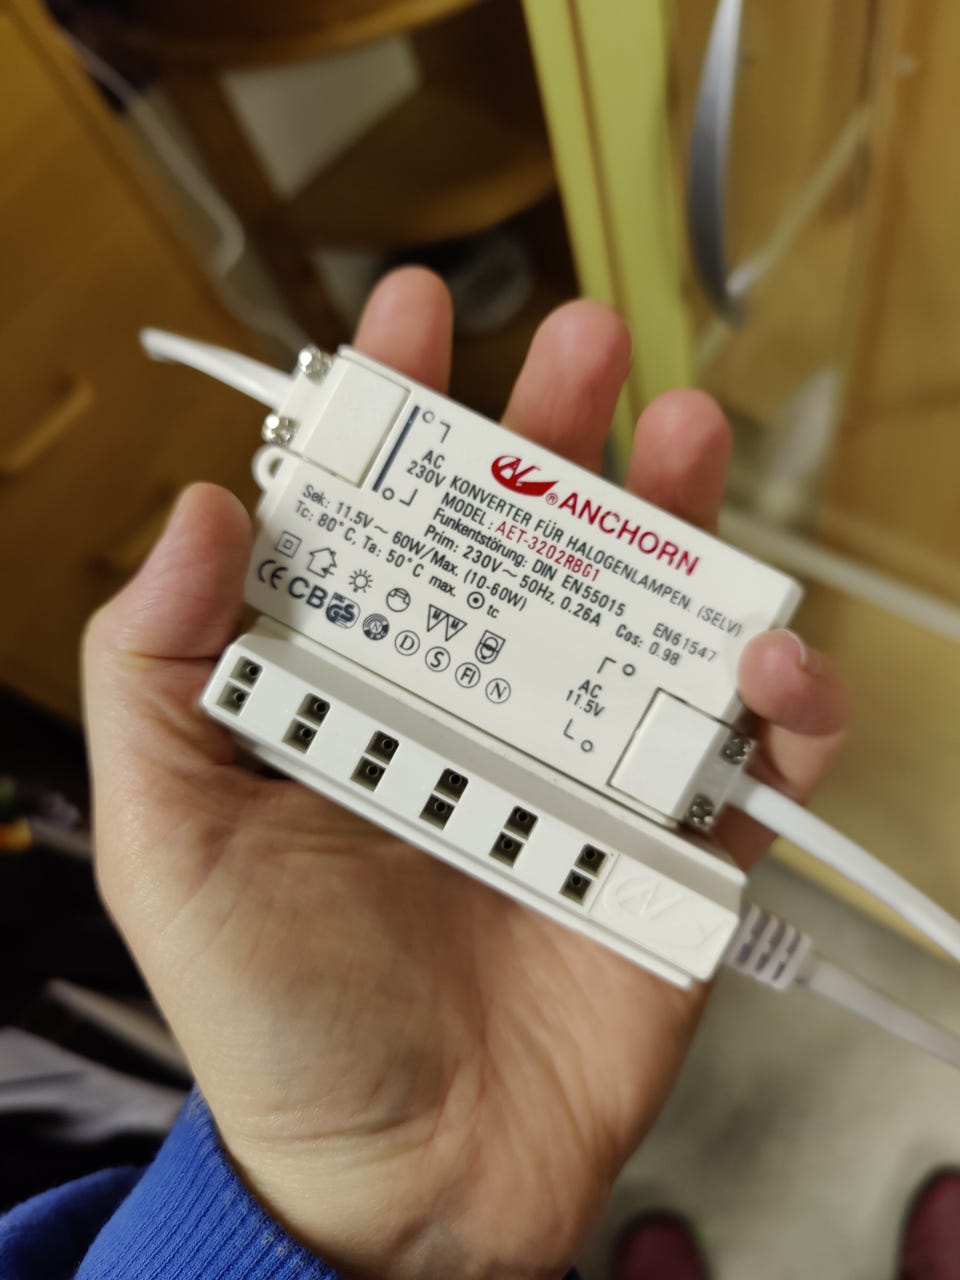 AL® ANCHORN
KONVERTER FÜR HALOGENLAMPEN. (SELV)
MODEL: AET-3202RBG1
Funkentstörung: DIN EN55015 EN61547
Prim: 230V~50Hz, 0.26A Cos: 0.98
Sek: 11.5V~60W/Max. (10-60W)
Tc: 80°C, Ta: 50°C max. tc
AC
230V
M M
CE CB GS N D S FI N
AC
11.5V